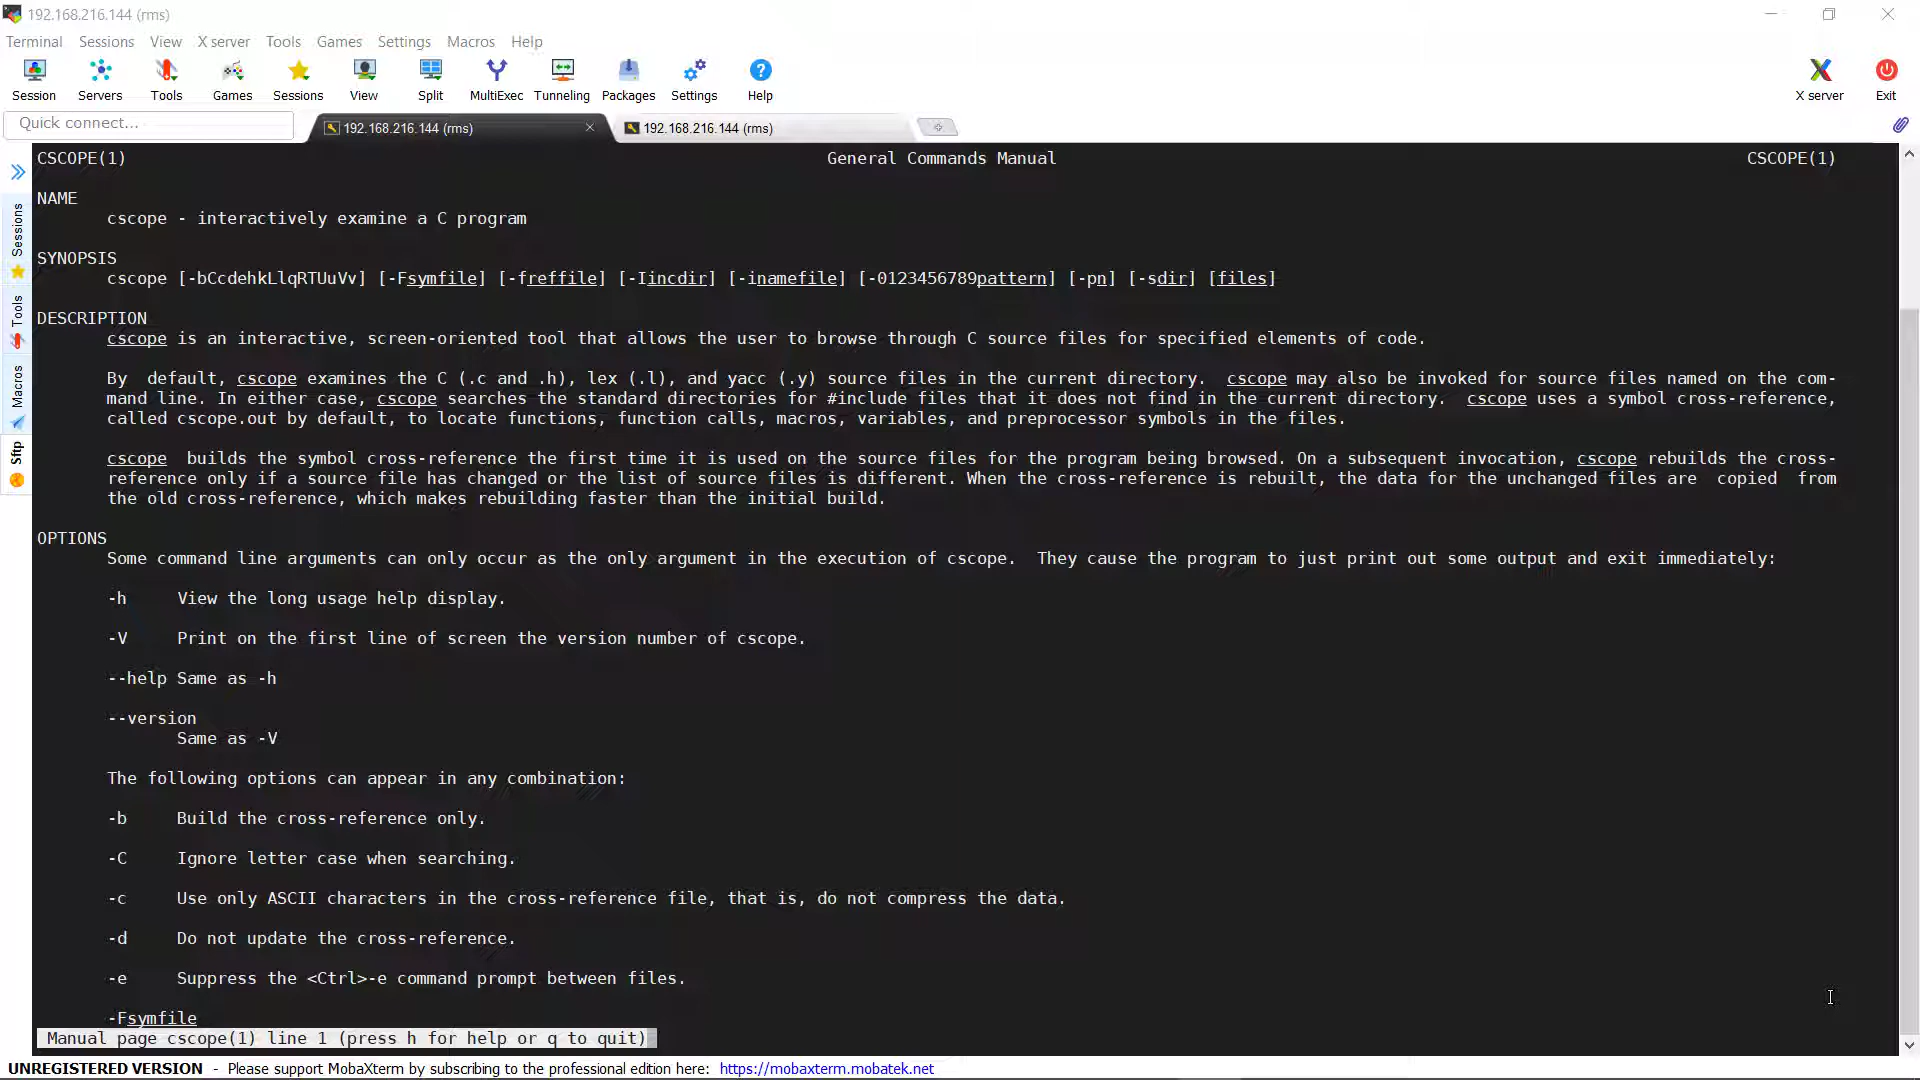 192.168.216.144 (rms)
Terminal Sessions View X server Tools Games Settings Macros Help
Session Servers Tools Games Sessions View Split MultiExec Tunneling Packages Settings Help X server Exit
Quick connect...
192.168.216.144 (rms) 192.168.216.144 (rms)
Sessions
Tools
Macros
Sftp
CSCOPE(1) General Commands Manual CSCOPE(1)
NAME
cscope - interactively examine a C program
SYNOPSIS
cscope [-bCcdehkLlqRTUuVv] [-Fsymfile] [-freffile] [-Iincdir] [-inamefile] [-0123456789pattern] [-pn] [-sdir] [files]
DESCRIPTION
cscope is an interactive, screen-oriented tool that allows the user to browse through C source files for specified elements of code.
By default, cscope examines the C (.c and .h), lex (.l), and yacc (.y) source files in the current directory. cscope may also be invoked for source files named on the com-
mand line. In either case, cscope searches the standard directories for #include files that it does not find in the current directory. cscope uses a symbol cross-reference,
called cscope.out by default, to locate functions, function calls, macros, variables, and preprocessor symbols in the files.
cscope builds the symbol cross-reference the first time it is used on the source files for the program being browsed. On a subsequent invocation, cscope rebuilds the cross-
reference only if a source file has changed or the list of source files is different. When the cross-reference is rebuilt, the data for the unchanged files are copied from
the old cross-reference, which makes rebuilding faster than the initial build.
OPTIONS
Some command line arguments can only occur as the only argument in the execution of cscope. They cause the program to just print out some output and exit immediately:
-h View the long usage help display.
-V Print on the first line of screen the version number of cscope.
--help Same as -h
--version
Same as -V
The following options can appear in any combination:
-b Build the cross-reference only.
-C Ignore letter case when searching.
-c Use only ASCII characters in the cross-reference file, that is, do not compress the data.
-d Do not update the cross-reference.
-e Suppress the <Ctrl>-e command prompt between files.
-Fsymfile
Manual page cscope(1) line 1 (press h for help or q to quit)
UNREGISTERED VERSION - Please support MobaXterm by subscribing to the professional edition here: https://mobaxterm.mobatek.net